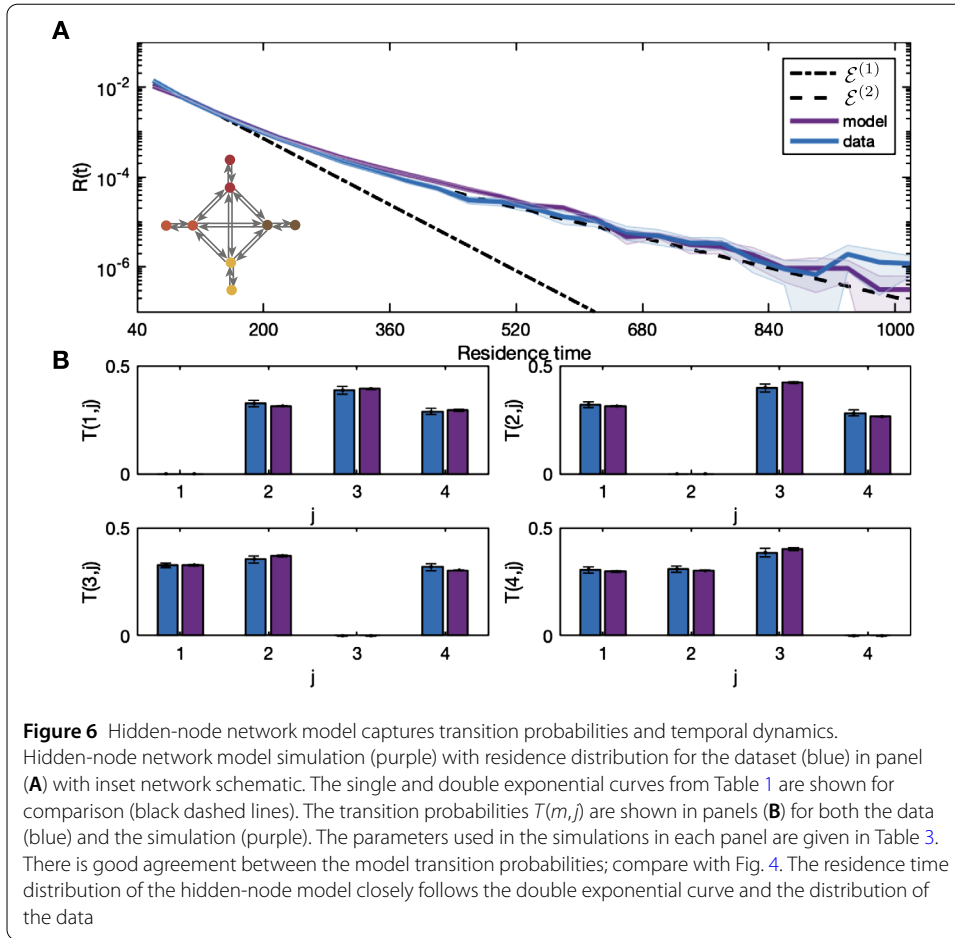 A
10⁻²
10⁻⁴
10⁻⁶
R(t)
ℰ⁽¹⁾
ℰ⁽²⁾
model
data
40 200 360 520 680 840 1000
Residence time
B
0.5
0
T(1,j)
1 2 3 4
j
0.5
0
T(2,j)
1 2 3 4
j
0.5
0
T(3,j)
1 2 3 4
j
0.5
0
T(4,j)
1 2 3 4
j
Figure 6 Hidden-node network model captures transition probabilities and temporal dynamics.
Hidden-node network model simulation (purple) with residence distribution for the dataset (blue) in panel
(A) with inset network schematic. The single and double exponential curves from Table 1 are shown for
comparison (black dashed lines). The transition probabilities T(m,j) are shown in panels (B) for both the data
(blue) and the simulation (purple). The parameters used in the simulations in each panel are given in Table 3.
There is good agreement between the model transition probabilities; compare with Fig. 4. The residence time
distribution of the hidden-node model closely follows the double exponential curve and the distribution of
the data